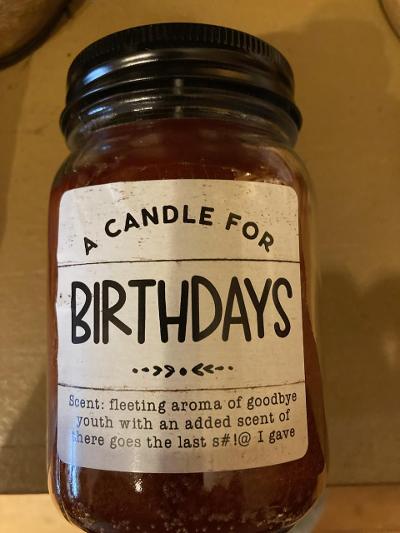 A CANDLE FOR
BIRTHDAYS
Scent: fleeting aroma of goodbye
youth with an added scent of
there goes the last s#!@ I gave